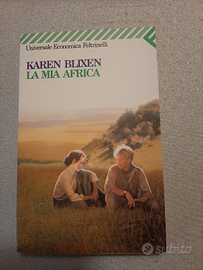 Universale Economica Feltrinelli
KAREN BLIXEN
LA MIA AFRICA
subito